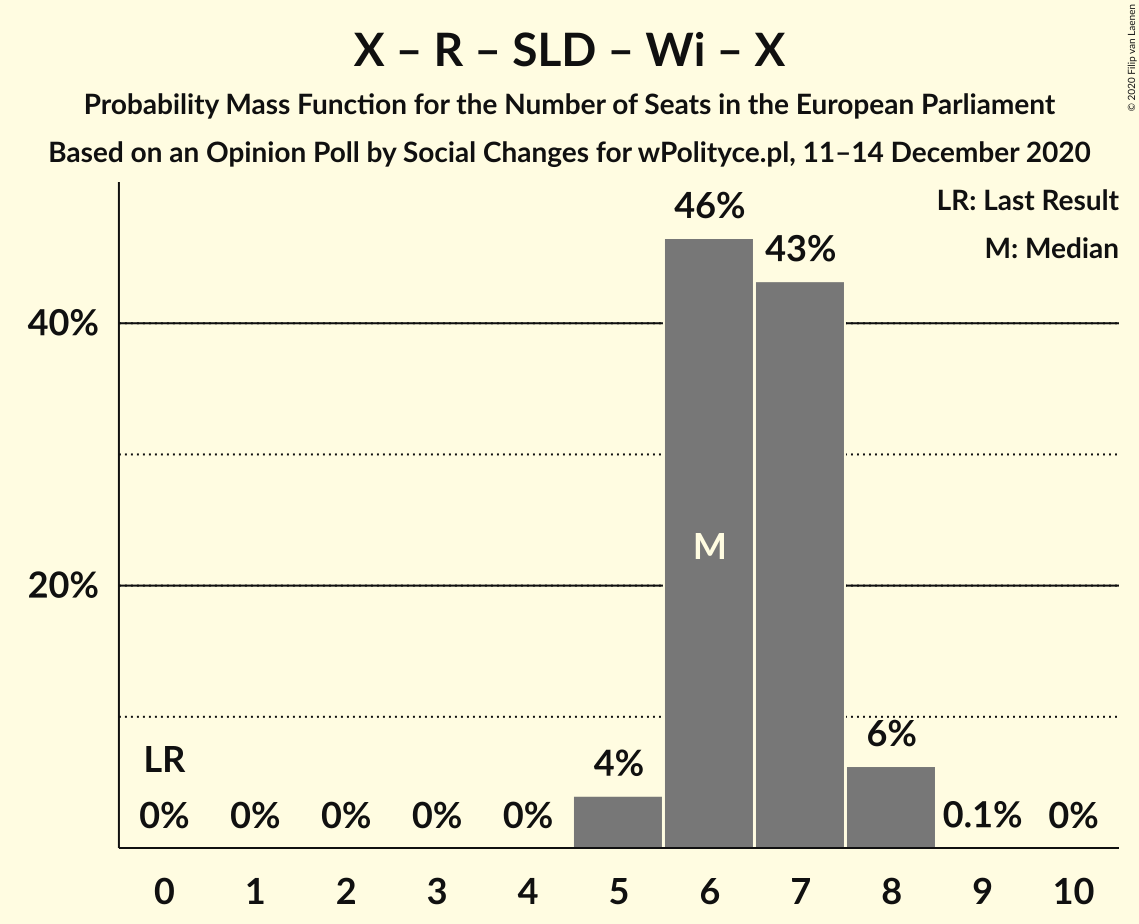 X – R – SLD – Wi – X
Probability Mass Function for the Number of Seats in the European Parliament
Based on an Opinion Poll by Social Changes for wPolityce.pl, 11–14 December 2020
© 2020 Filip van Laenen
LR: Last Result
M: Median
46%
43%
40%
M
20%
6%
LR
4%
0% 0% 0% 0% 0% 0.1% 0%
0 1 2 3 4 5 6 7 8 9 10